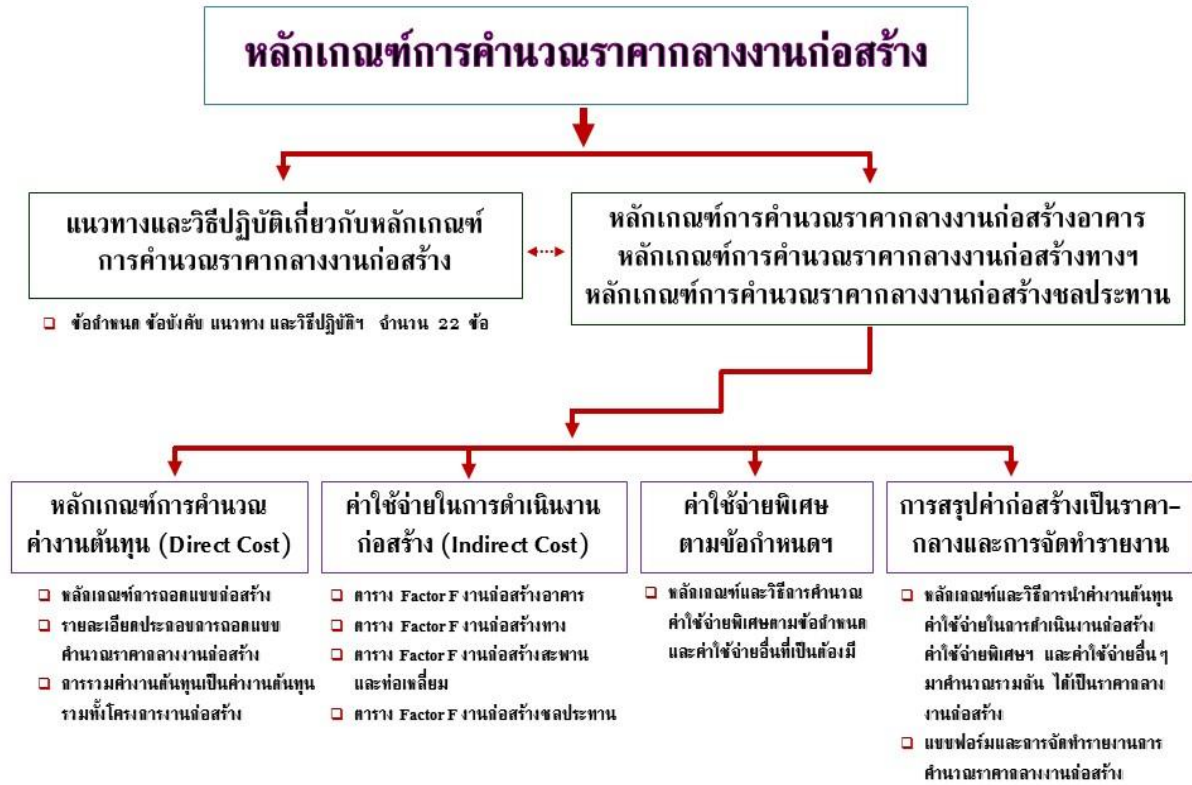 หลักเกณฑ์การคำนวณราคากลางงานก่อสร้าง
แนวทางและวิธีปฏิบัติเกี่ยวกับหลักเกณฑ์
การคำนวณราคากลางงานก่อสร้าง
❑ ข้อกำหนด ข้อบังคับ แนวทาง และวิธีปฏิบัติฯ จำนวน 22 ข้อ
หลักเกณฑ์การคำนวณราคากลางงานก่อสร้างอาคาร
หลักเกณฑ์การคำนวณราคากลางงานก่อสร้างทางฯ
หลักเกณฑ์การคำนวณราคากลางงานก่อสร้างชลประทาน
หลักเกณฑ์การคำนวณ
ค่างานต้นทุน (Direct Cost)
❑ หลักเกณฑ์การถอดแบบก่อสร้าง
❑ รายละเอียดประกอบการถอดแบบ
คำนวณราคากลางงานก่อสร้าง
❑ การรวมค่างานต้นทุนเป็นค่างานต้นทุน
รวมทั้งโครงการงานก่อสร้าง
ค่าใช้จ่ายในการดำเนินงาน
ก่อสร้าง (Indirect Cost)
❑ ตาราง Factor F งานก่อสร้างอาคาร
❑ ตาราง Factor F งานก่อสร้างทาง
❑ ตาราง Factor F งานก่อสร้างสะพาน
และท่อเหลี่ยม
❑ ตาราง Factor F งานก่อสร้างชลประทาน
ค่าใช้จ่ายพิเศษ
ตามข้อกำหนดฯ
❑ หลักเกณฑ์และวิธีการคำนวณ
ค่าใช้จ่ายพิเศษตามข้อกำหนด
และค่าใช้จ่ายอื่นที่เป็นต้องมี
การสรุปค่าก่อสร้างเป็นราคา-
กลางและการจัดทำรายงาน
❑ หลักเกณฑ์และวิธีการนำค่างานต้นทุน
ค่าใช้จ่ายในการดำเนินงานก่อสร้าง
ค่าใช้จ่ายพิเศษฯ และค่าใช้จ่ายอื่น ๆ
มาคำนวณรวมกัน ได้เป็นราคากลาง
งานก่อสร้าง
❑ แบบฟอร์มและการจัดทำรายงานการ
คำนวณราคากลางงานก่อสร้าง